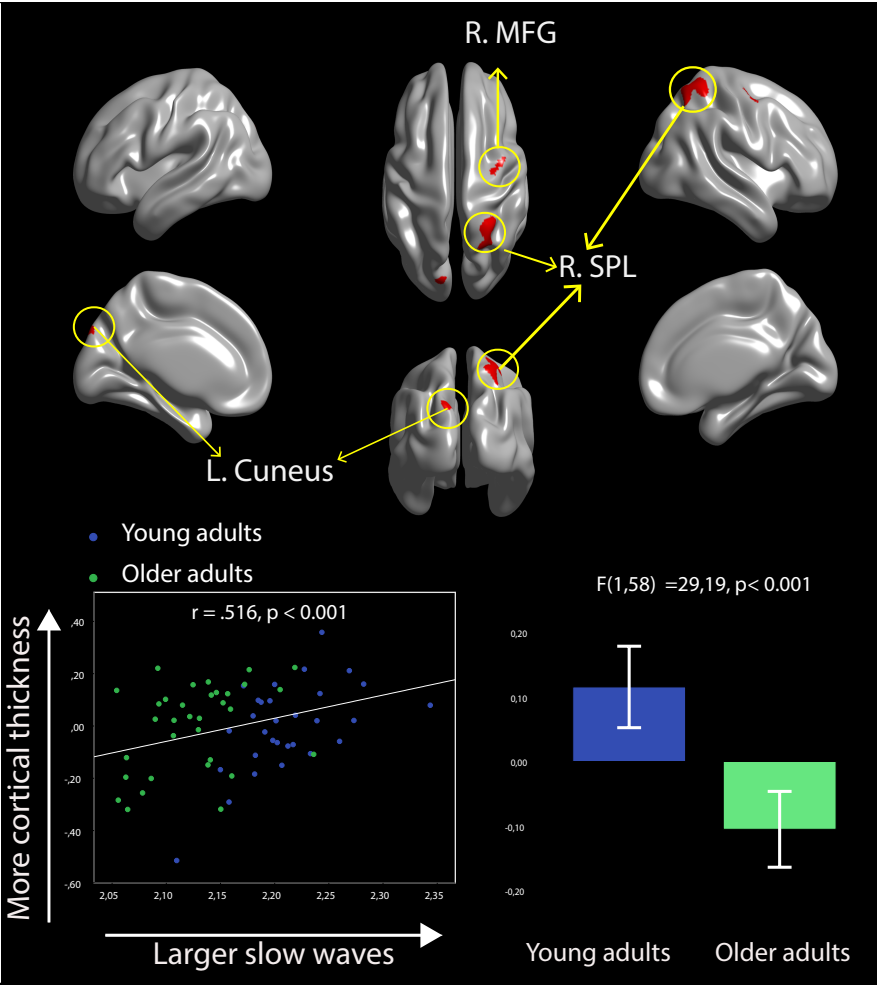 R. MFG
R. SPL
L. Cuneus
Young adults
Older adults
More cortical thickness
r = .516, p < 0.001
,40
,20
,00
-,20
-,40
-,60
2,05
2,10
2,15
2,20
2,25
2,30
2,35
Larger slow waves
F(1,58) =29,19, p< 0.001
0,20
0,10
0,00
-0,10
-0,20
Young adults
Older adults